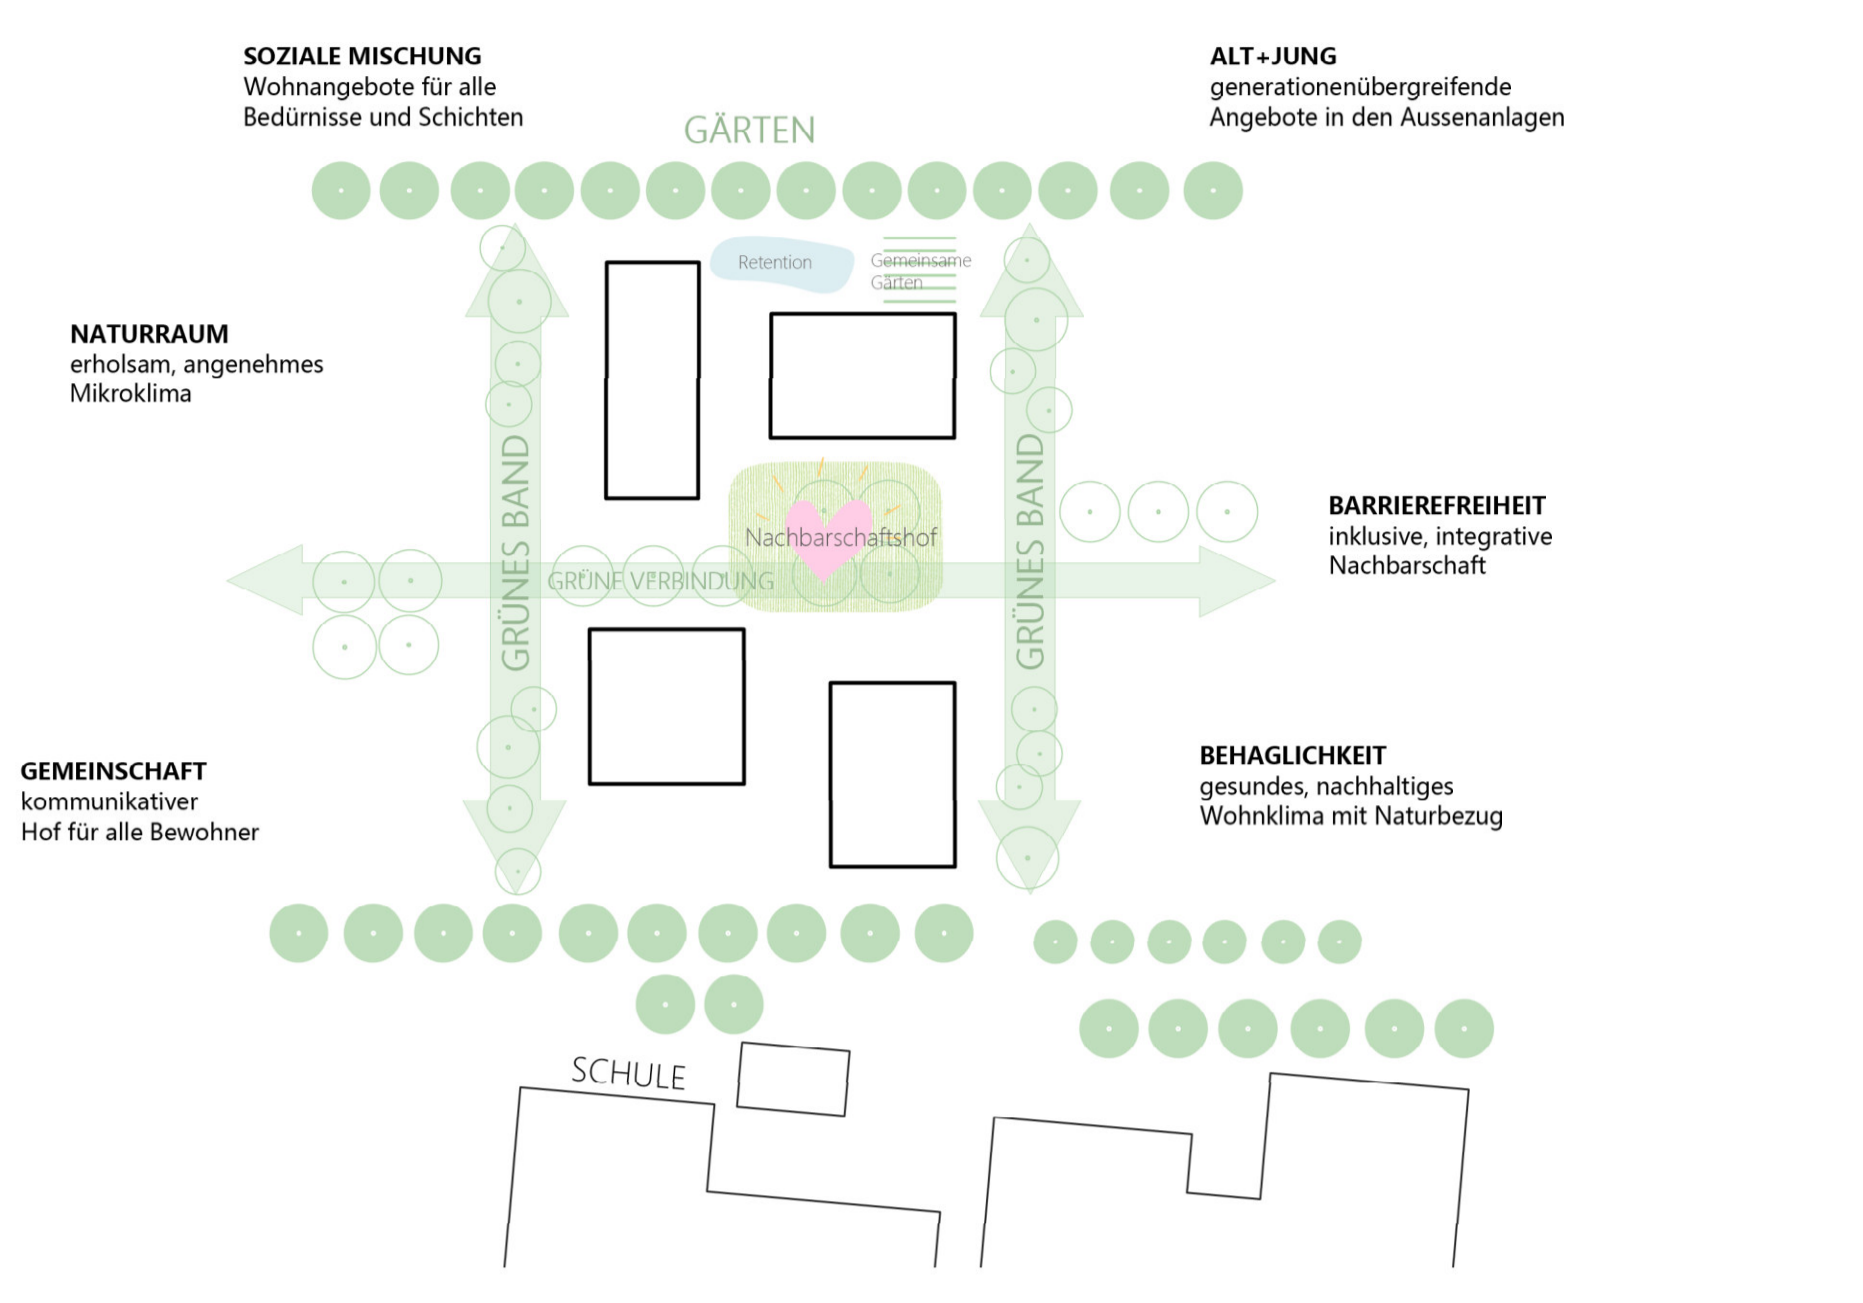 SOZIALE MISCHUNG
Wohnangebote für alle
Bedürnisse und Schichten
ALT+JUNG
generationenübergreifende
Angebote in den Aussenanlagen
GÄRTEN
Retention
Gemeinsame
Gärten
NATURRAUM
erholsam, angenehmes
Mikroklima
GRÜNES BAND
GRÜNES BAND
Nachbarschaftshof
GRÜNE VERBINDUNG
BARRIEREFREIHEIT
inklusive, integrative
Nachbarschaft
GEMEINSCHAFT
kommunikativer
Hof für alle Bewohner
BEHAGLICHKEIT
gesundes, nachhaltiges
Wohnklima mit Naturbezug
SCHULE